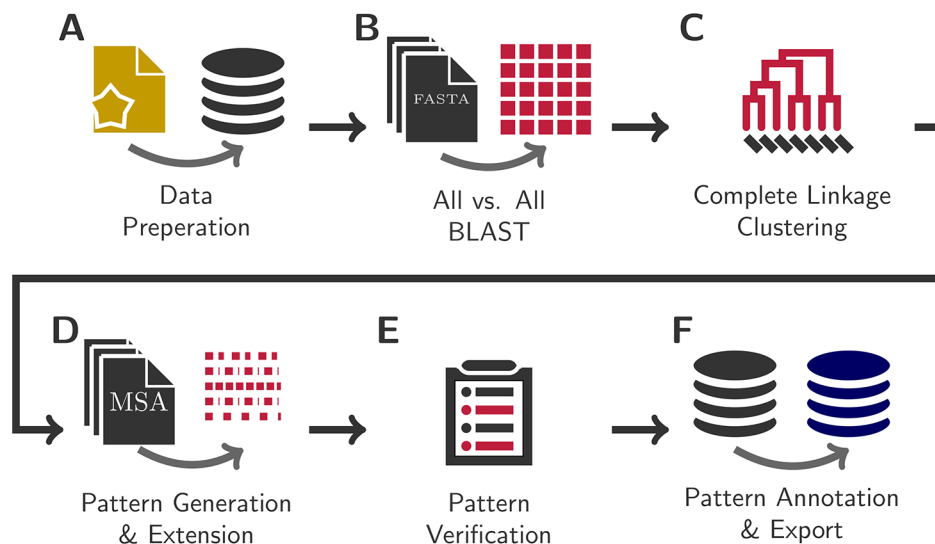 A
B
C
FASTA
Data
Preperation
All vs. All
BLAST
Complete Linkage
Clustering
D
E
F
MSA
Pattern Generation
& Extension
Pattern
Verification
Pattern Annotation
& Export